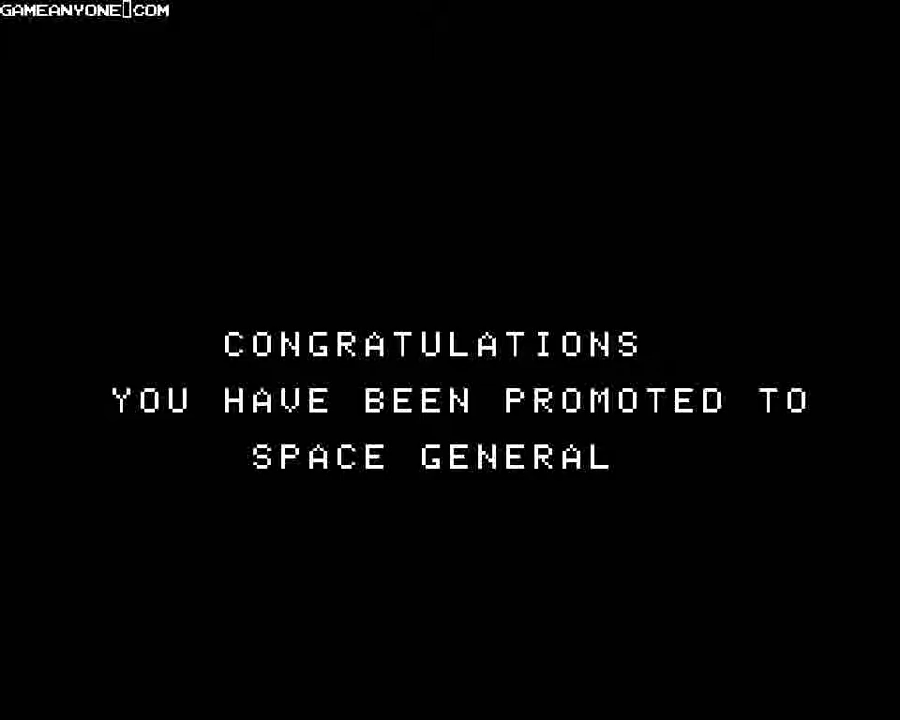 GAMEANYONE▯COM
CONGRATULATIONS
YOU HAVE BEEN PROMOTED TO
SPACE GENERAL